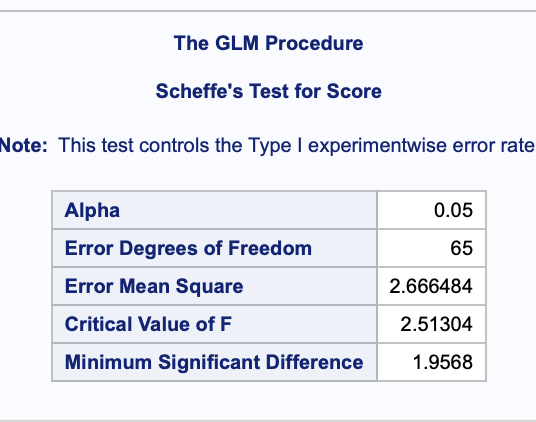 The GLM Procedure
Scheffe's Test for Score
Note: This test controls the Type I experimentwise error rate
Alpha 0.05
Error Degrees of Freedom 65
Error Mean Square 2.666484
Critical Value of F 2.51304
Minimum Significant Difference 1.9568